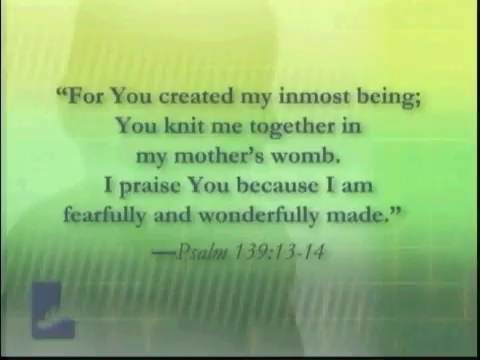 “For You created my inmost being;
You knit me together in
my mother’s womb.
I praise You because I am
fearfully and wonderfully made.”
—Psalm 139:13-14